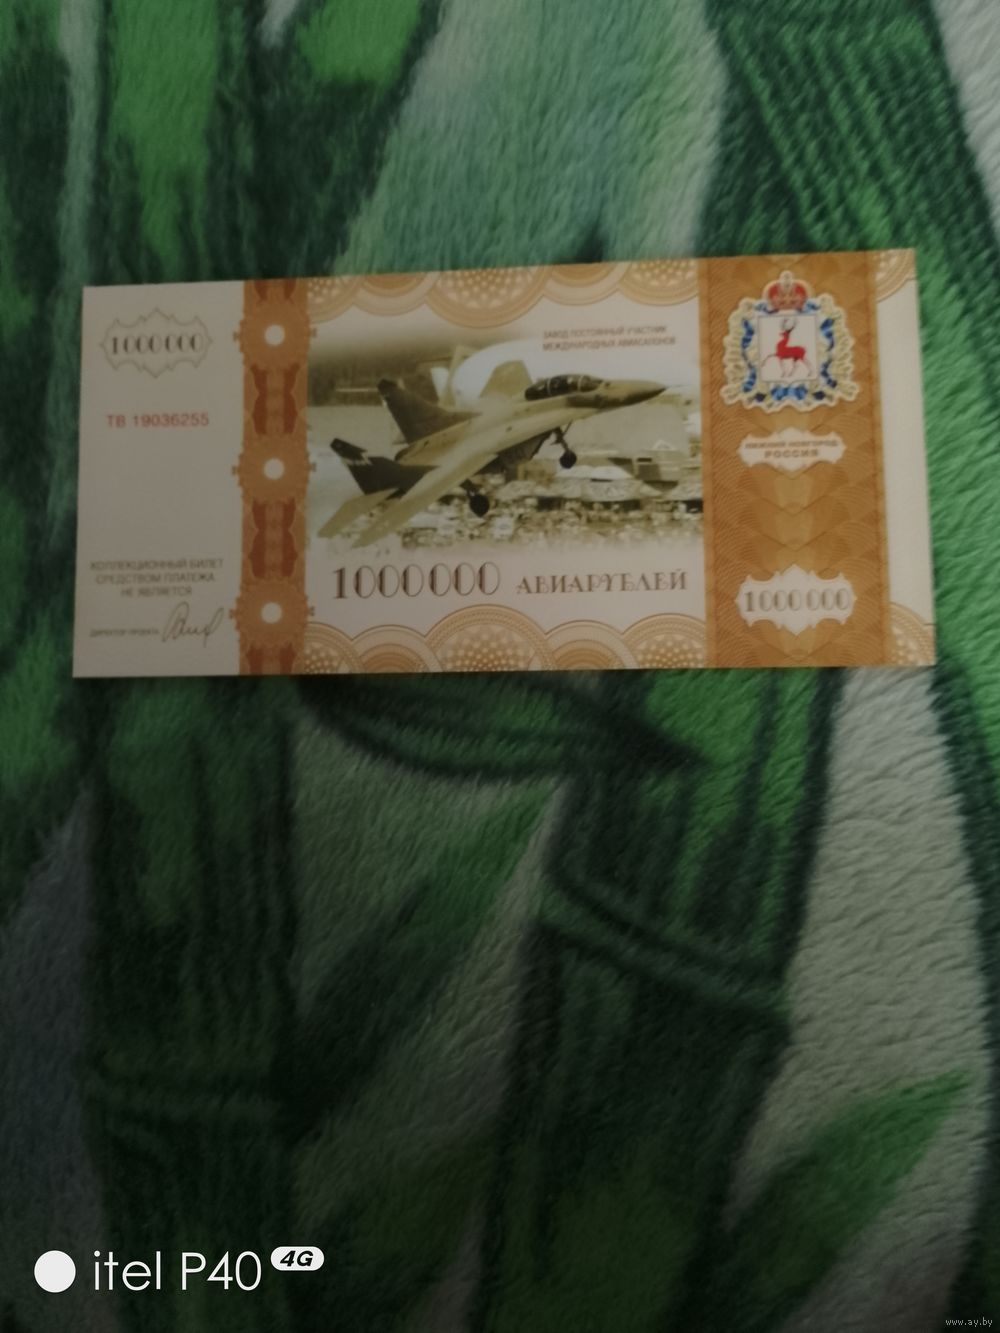 1000000
ТВ 19036255
КОЛЛЕКЦИОННЫЙ БИЛЕТ
СРЕДСТВОМ ПЛАТЕЖА
НЕ ЯВЛЯЕТСЯ
ДИРЕКТОР ПРОЕКТА
ЗАВОД ПОСТОЯННЫЙ УЧАСТНИК
МЕЖДУНАРОДНЫХ АВИАСАЛОНОВ
1000000 АВИАРУБЛЕЙ
НИЖНИЙ НОВГОРОД
РОССИЯ
1000000
itel P40 4G
www.ay.by